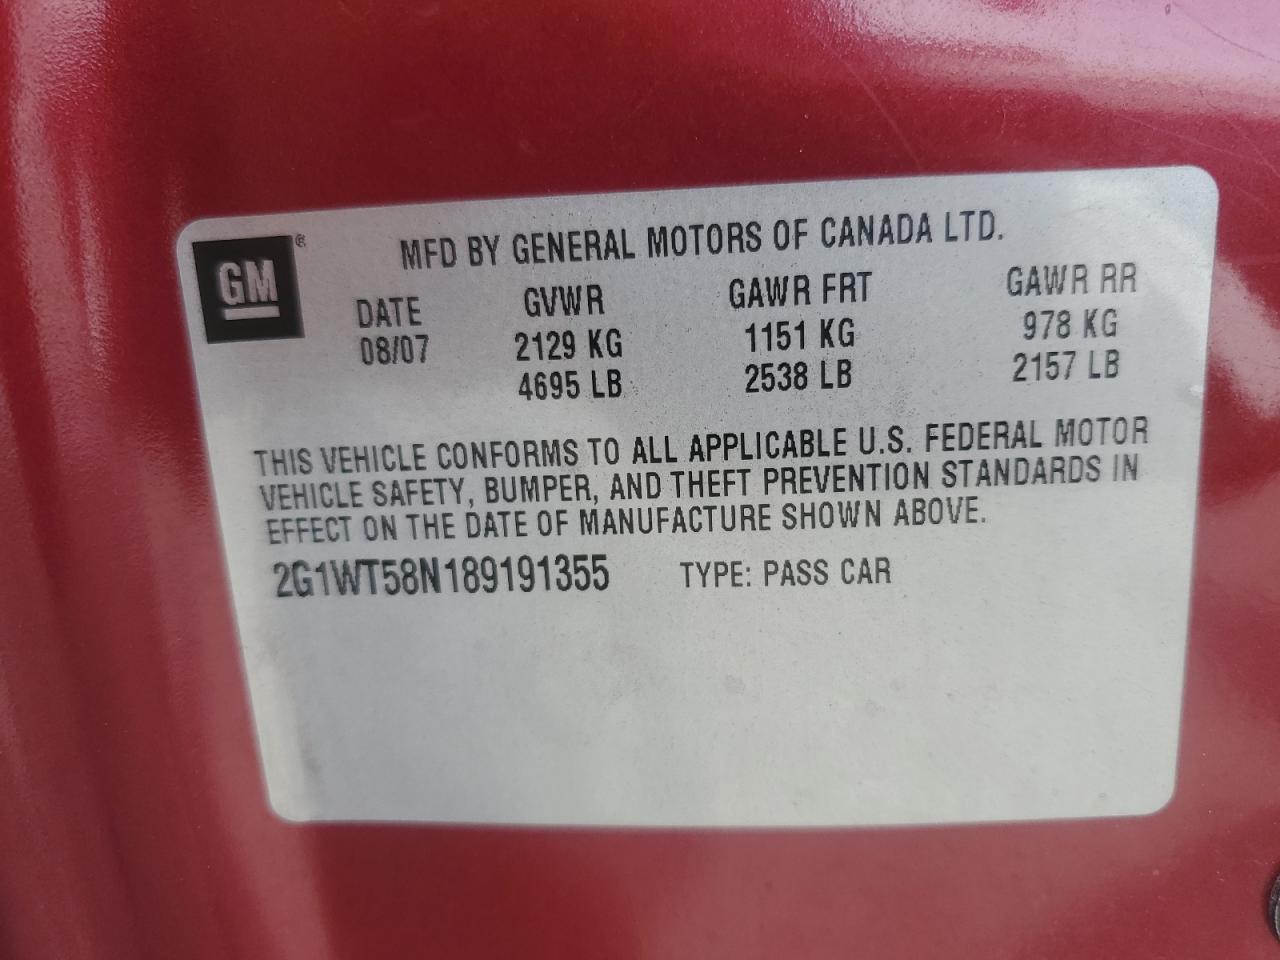 GM ®
MFD BY GENERAL MOTORS OF CANADA LTD.
DATE GVWR GAWR FRT GAWR RR
08/07 2129 KG 1151 KG 978 KG
4695 LB 2538 LB 2157 LB
THIS VEHICLE CONFORMS TO ALL APPLICABLE U.S. FEDERAL MOTOR
VEHICLE SAFETY, BUMPER, AND THEFT PREVENTION STANDARDS IN
EFFECT ON THE DATE OF MANUFACTURE SHOWN ABOVE.
2G1WT58N189191355 TYPE: PASS CAR